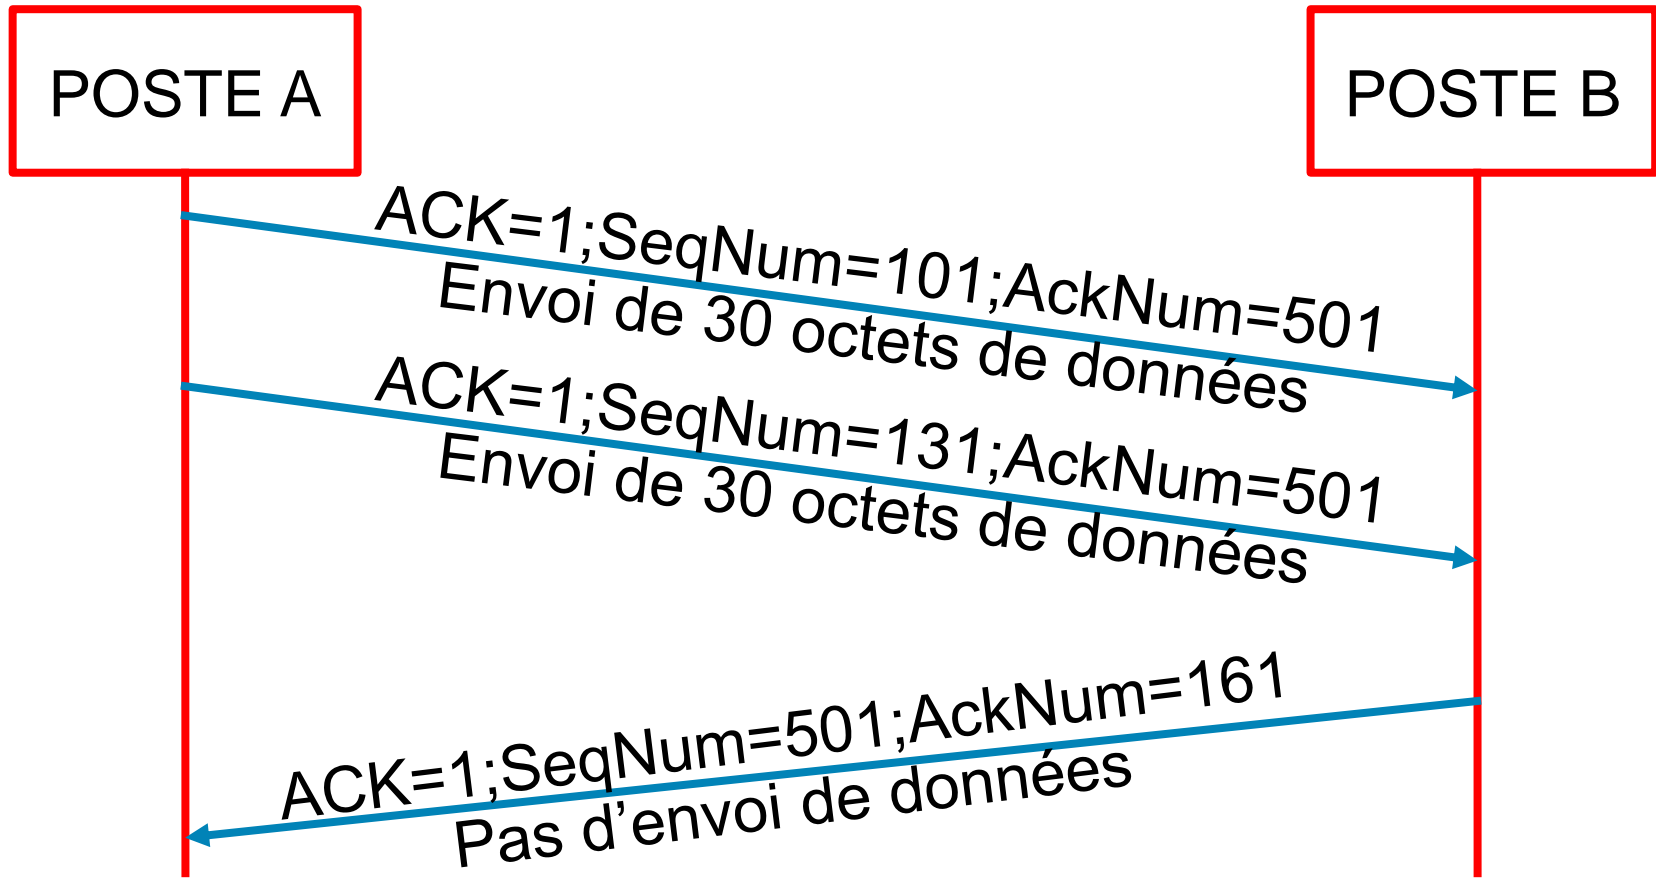 POSTE A
POSTE B
ACK=1;SeqNum=101;AckNum=501
Envoi de 30 octets de données
ACK=1;SeqNum=131;AckNum=501
Envoi de 30 octets de données
ACK=1;SeqNum=501;AckNum=161
Pas d’envoi de données